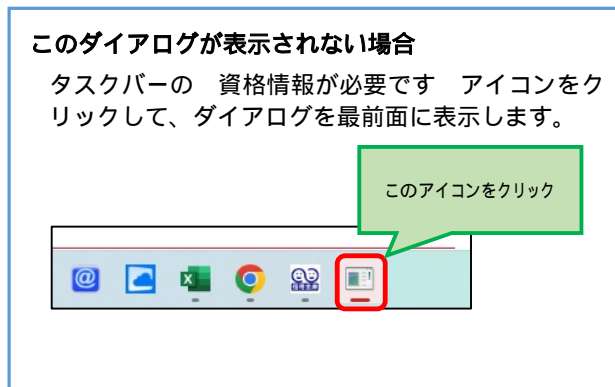 このダイアログが表示されない場合
タスクバーの　資格情報が必要です　アイコンをク
リックして、ダイアログを最前面に表示します。
このアイコンをクリック